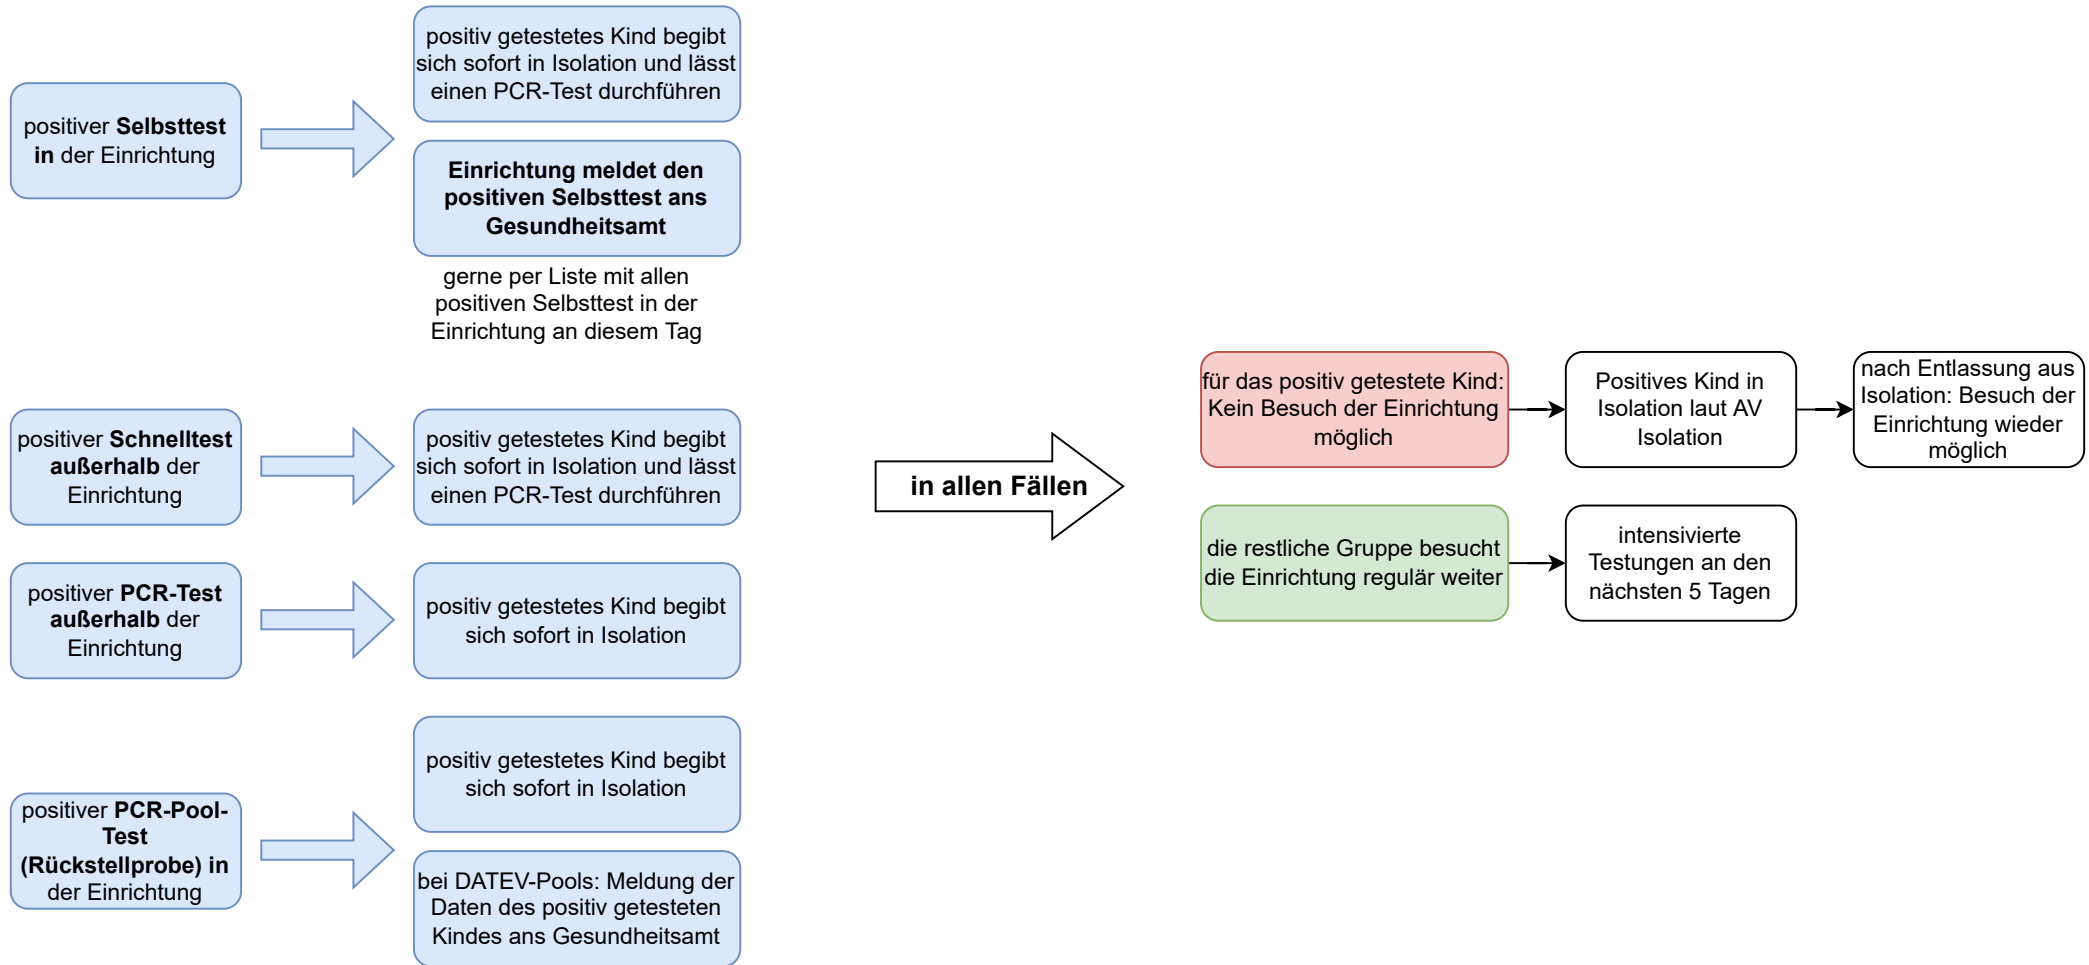 positiver Selbsttest
in der Einrichtung
positiv getestetes Kind begibt
sich sofort in Isolation und lässt
einen PCR-Test durchführen
Einrichtung meldet den
positiven Selbsttest ans
Gesundheitsamt
gerne per Liste mit allen
positiven Selbsttest in der
Einrichtung an diesem Tag
positiver Schnelltest
außerhalb der
Einrichtung
positiv getestetes Kind begibt
sich sofort in Isolation und lässt
einen PCR-Test durchführen
positiver PCR-Test
außerhalb der
Einrichtung
positiv getestetes Kind begibt
sich sofort in Isolation
positiver PCR-Pool-
Test
(Rückstellprobe) in
der Einrichtung
positiv getestetes Kind begibt
sich sofort in Isolation
bei DATEV-Pools: Meldung der
Daten des positiv getesteten
Kindes ans Gesundheitsamt
in allen Fällen
für das positiv getestete Kind:
Kein Besuch der Einrichtung
möglich
Positives Kind in
Isolation laut AV
Isolation
nach Entlassung aus
Isolation: Besuch der
Einrichtung wieder
möglich
die restliche Gruppe besucht
die Einrichtung regulär weiter
intensivierte
Testungen an den
nächsten 5 Tagen